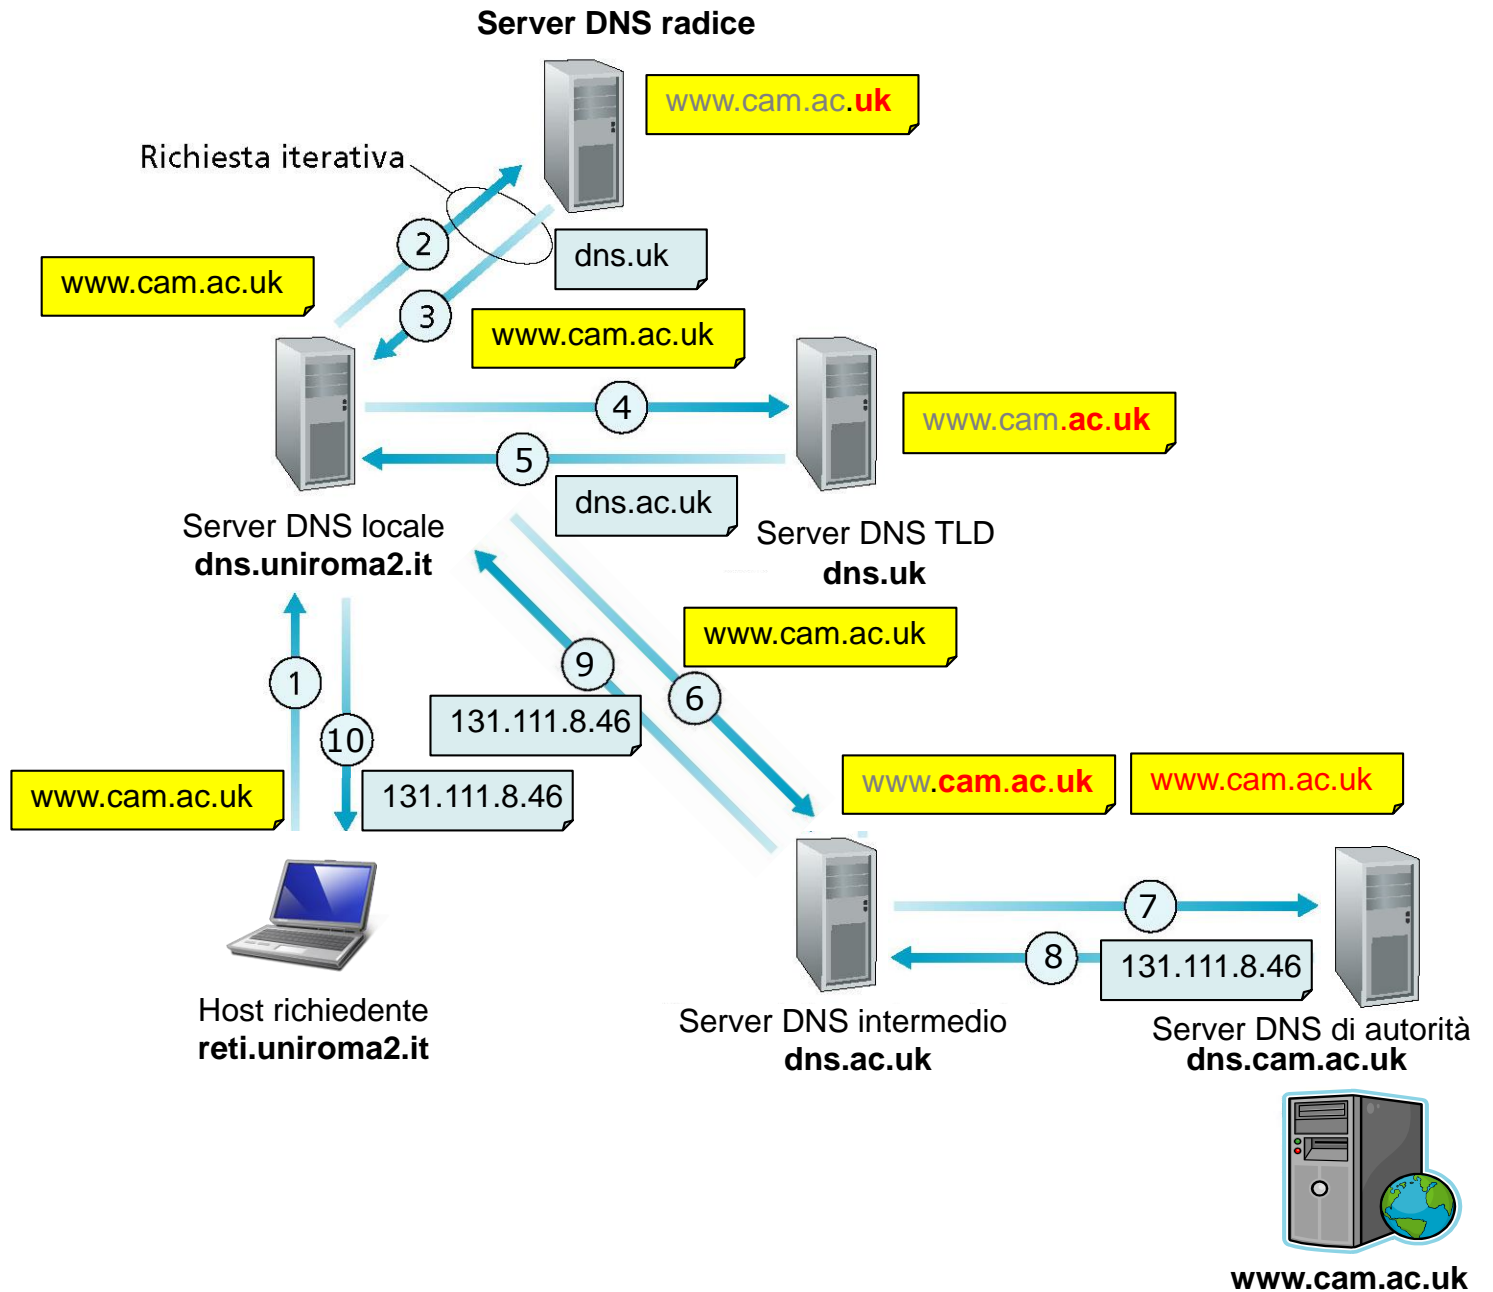 Server DNS radice
www.cam.ac.uk
Richiesta iterativa
2
dns.uk
www.cam.ac.uk
3
www.cam.ac.uk
4
www.cam.ac.uk
5
dns.ac.uk
Server DNS locale
dns.uniroma2.it
Server DNS TLD
dns.uk
www.cam.ac.uk
9
6
1
131.111.8.46
10
www.cam.ac.uk
131.111.8.46
www.cam.ac.uk
www.cam.ac.uk
7
8
131.111.8.46
Host richiedente
reti.uniroma2.it
Server DNS intermedio
dns.ac.uk
Server DNS di autorità
dns.cam.ac.uk
www.cam.ac.uk